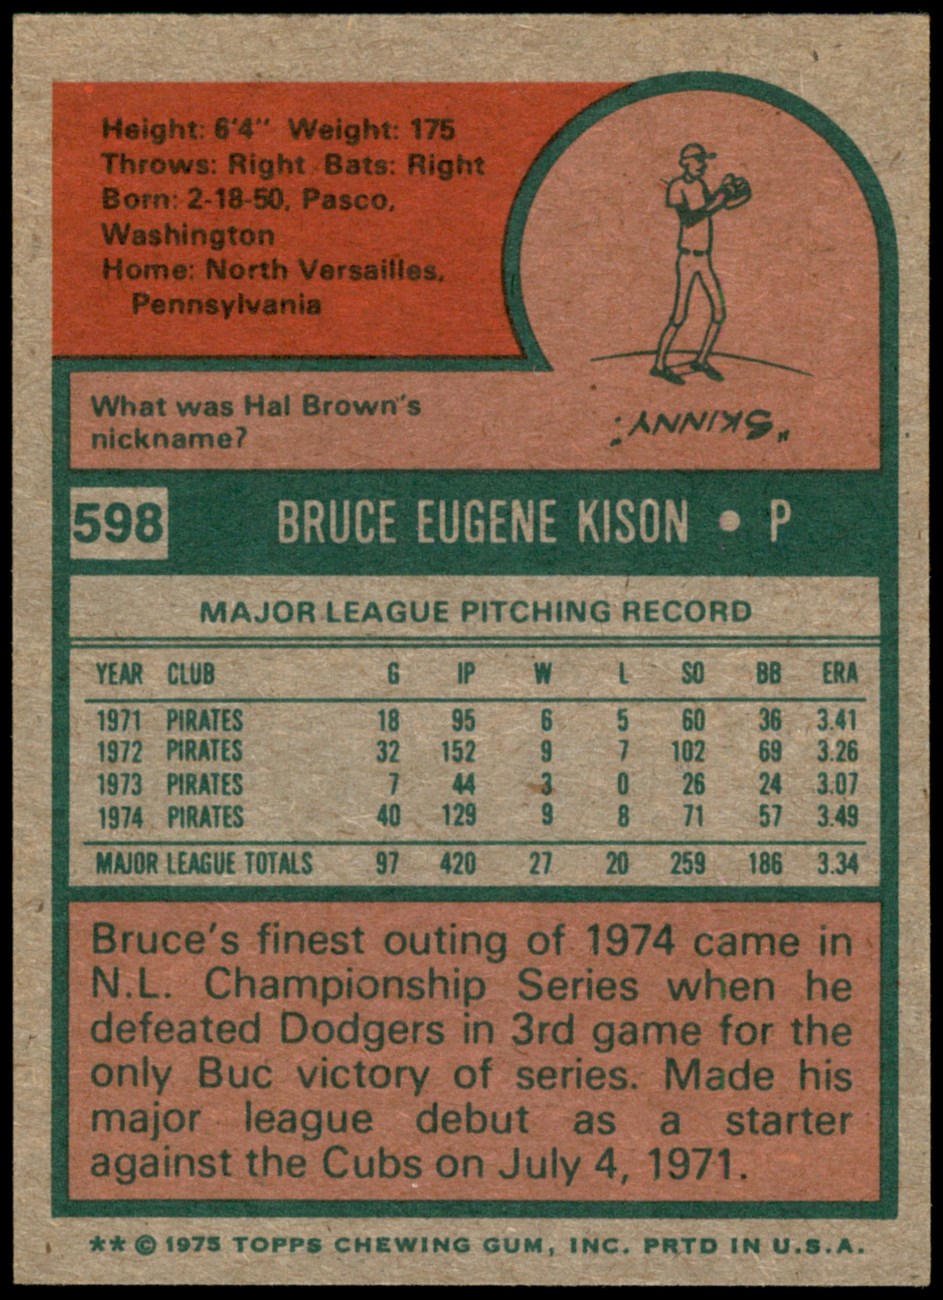 Height: 6'4" Weight: 175
Throws: Right Bats: Right
Born: 2-18-50, Pasco,
Washington
Home: North Versailles,
Pennsylvania
What was Hal Brown's
nickname?
"SKINNY."
598 BRUCE EUGENE KISON • P
MAJOR LEAGUE PITCHING RECORD
YEAR CLUB G IP W L SO BB ERA
1971 PIRATES 18 95 6 5 60 36 3.41
1972 PIRATES 32 152 9 7 102 69 3.26
1973 PIRATES 7 44 3 0 26 24 3.07
1974 PIRATES 40 129 9 8 71 57 3.49
MAJOR LEAGUE TOTALS 97 420 27 20 259 186 3.34
Bruce's finest outing of 1974 came in
N.L. Championship Series when he
defeated Dodgers in 3rd game for the
only Buc victory of series. Made his
major league debut as a starter
against the Cubs on July 4, 1971.
** © 1975 TOPPS CHEWING GUM, INC. PRTD IN U.S.A.